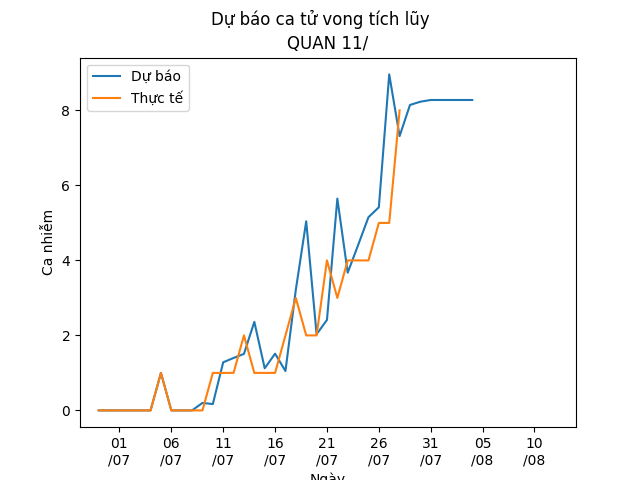 Dự báo ca tử vong tích lũy
QUAN 11/
Dự báo
Thực tế
Ca nhiễm
8
6
4
2
0
01 06 11 16 21 26 31 05 10
/07 /07 /07 /07 /07 /07 /07 /08 /08
Ngày